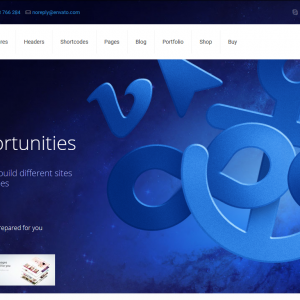 766 284 noreply@envato.com
res Headers Shortcodes Pages Blog Portfolio Shop Buy
ortunities
build different sites
es
repared for you